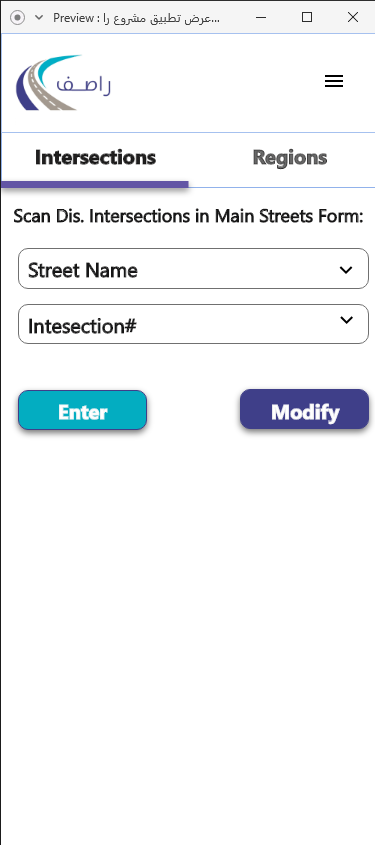 Preview : عرض تطبيق مشروع را...
راصف
Intersections
Regions
Scan Dis. Intersections in Main Streets Form:
Street Name
Intesection#
Enter
Modify